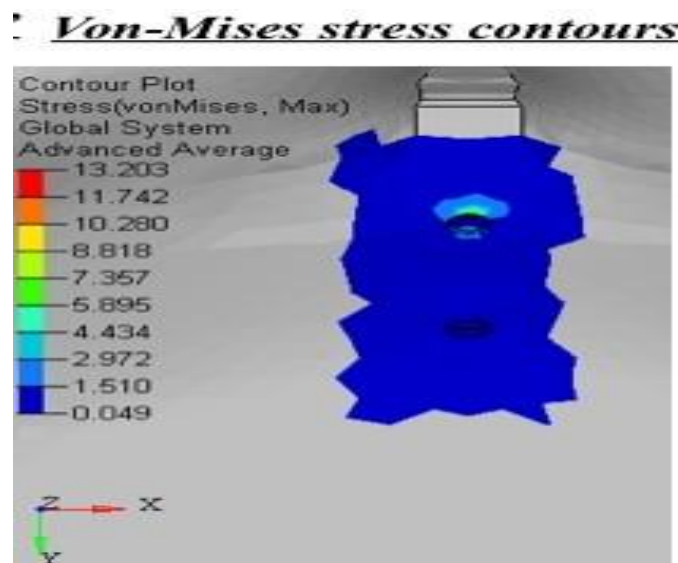 Von-Mises stress contours
Contour Plot
Stress(vonMises, Max)
Global System
Advanced Average
13.203
11.742
10.280
8.818
7.357
5.895
4.434
2.972
1.510
0.049
Z X
Y